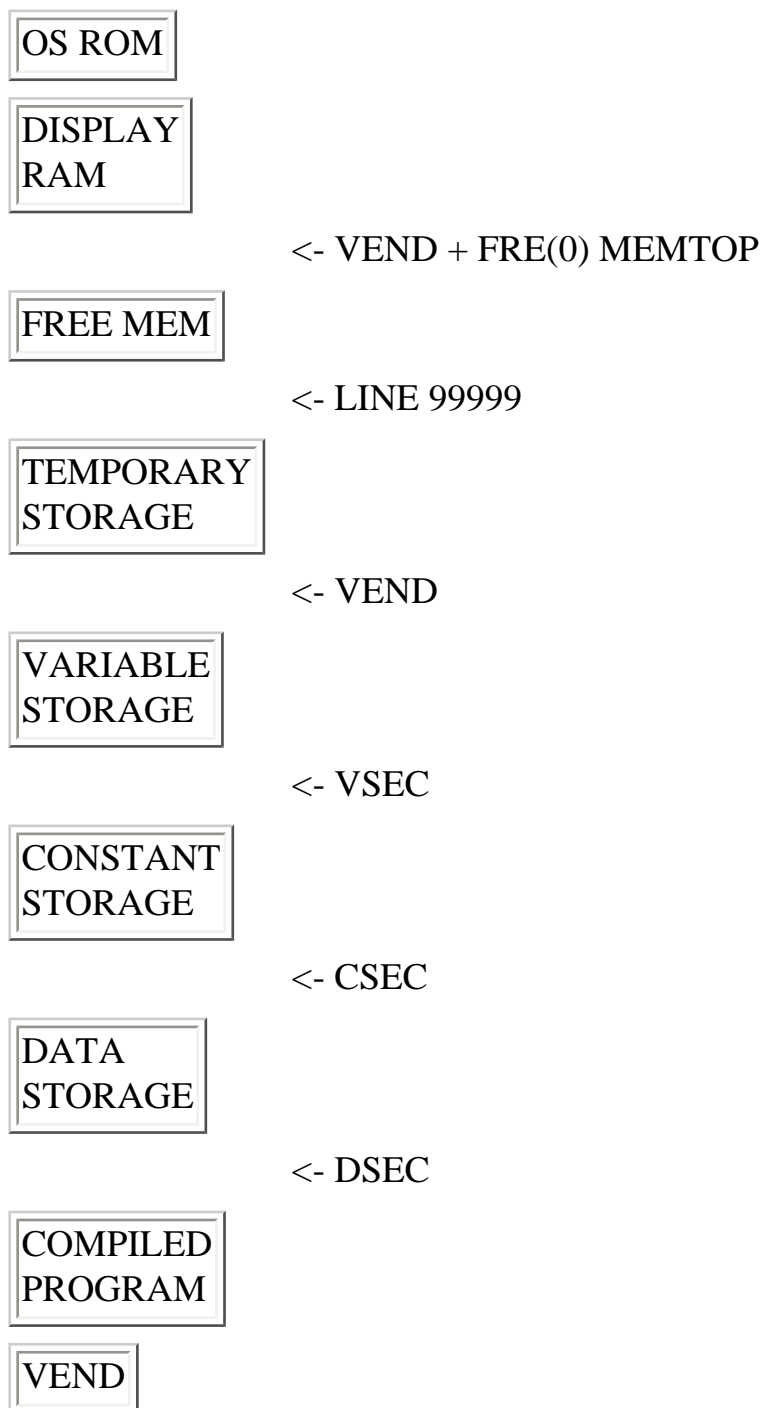 OS ROM
DISPLAY
RAM
<- VEND + FRE(0) MEMTOP
FREE MEM
<- LINE 99999
TEMPORARY
STORAGE
<- VEND
VARIABLE
STORAGE
<- VSEC
CONSTANT
STORAGE
<- CSEC
DATA
STORAGE
<- DSEC
COMPILED
PROGRAM
VEND